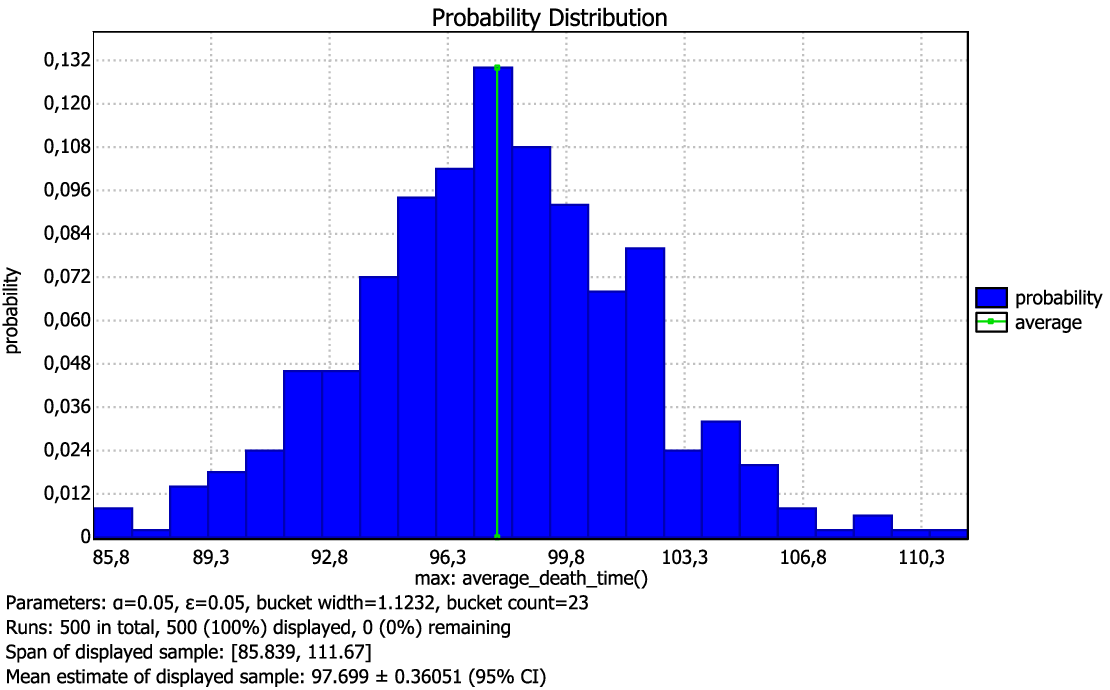 Probability Distribution
0,132
0,120
0,108
0,096
0,084
0,072
0,060
0,048
0,036
0,024
0,012
0
probability
85,8 89,3 92,8 96,3 99,8 103,3 106,8 110,3
max: average_death_time()
probability
average
Parameters: α=0.05, ε=0.05, bucket width=1.1232, bucket count=23
Runs: 500 in total, 500 (100%) displayed, 0 (0%) remaining
Span of displayed sample: [85.839, 111.67]
Mean estimate of displayed sample: 97.699 ± 0.36051 (95% CI)